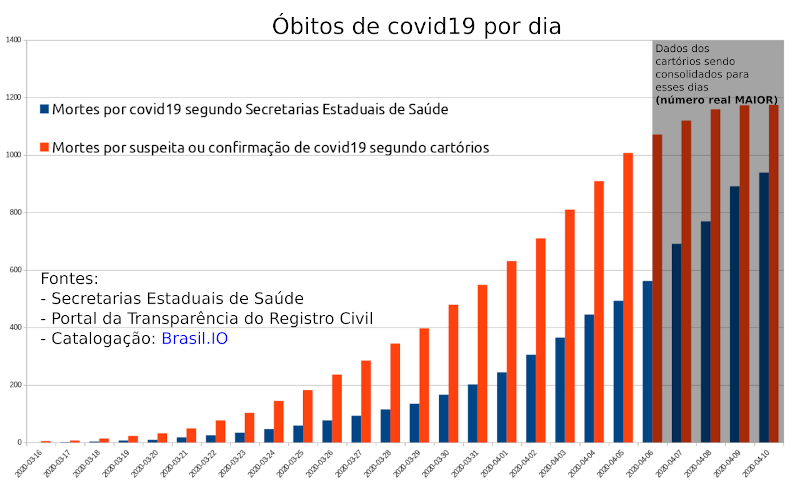 Óbitos de covid19 por dia
1400
1200
1000
800
600
400
200
0
Dados dos
cartórios sendo
consolidados para
esses dias
(número real MAIOR)
Mortes por covid19 segundo Secretarias Estaduais de Saúde
Mortes por suspeita ou confirmação de covid19 segundo cartórios
Fontes:
- Secretarias Estaduais de Saúde
- Portal da Transparência do Registro Civil
- Catalogação: Brasil.IO
2020-03-16
2020-03-17
2020-03-18
2020-03-19
2020-03-20
2020-03-21
2020-03-22
2020-03-23
2020-03-24
2020-03-25
2020-03-26
2020-03-27
2020-03-28
2020-03-29
2020-03-30
2020-03-31
2020-04-01
2020-04-02
2020-04-03
2020-04-04
2020-04-05
2020-04-06
2020-04-07
2020-04-08
2020-04-09
2020-04-10